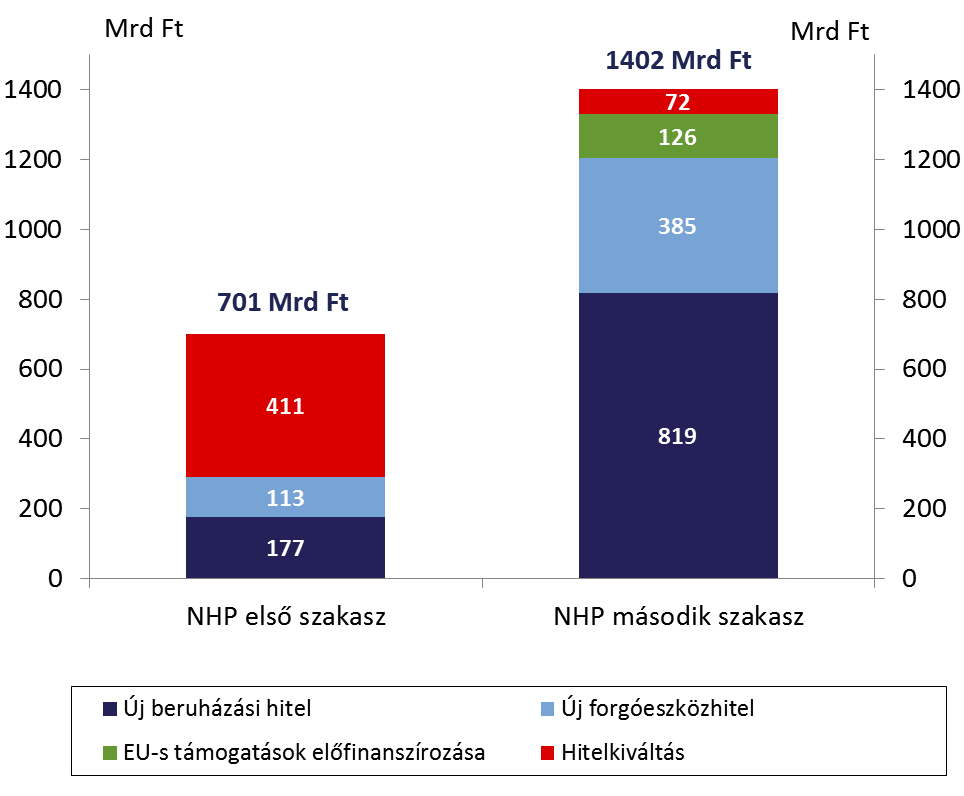 Mrd Ft
Mrd Ft
1402 Mrd Ft
1400
1200
1000
800
600
400
200
0
72
126
385
819
701 Mrd Ft
411
113
177
1400
1200
1000
800
600
400
200
0
NHP első szakasz
NHP második szakasz
Új beruházási hitel
Új forgóeszközhitel
EU-s támogatások előfinanszírozása
Hitelkiváltás